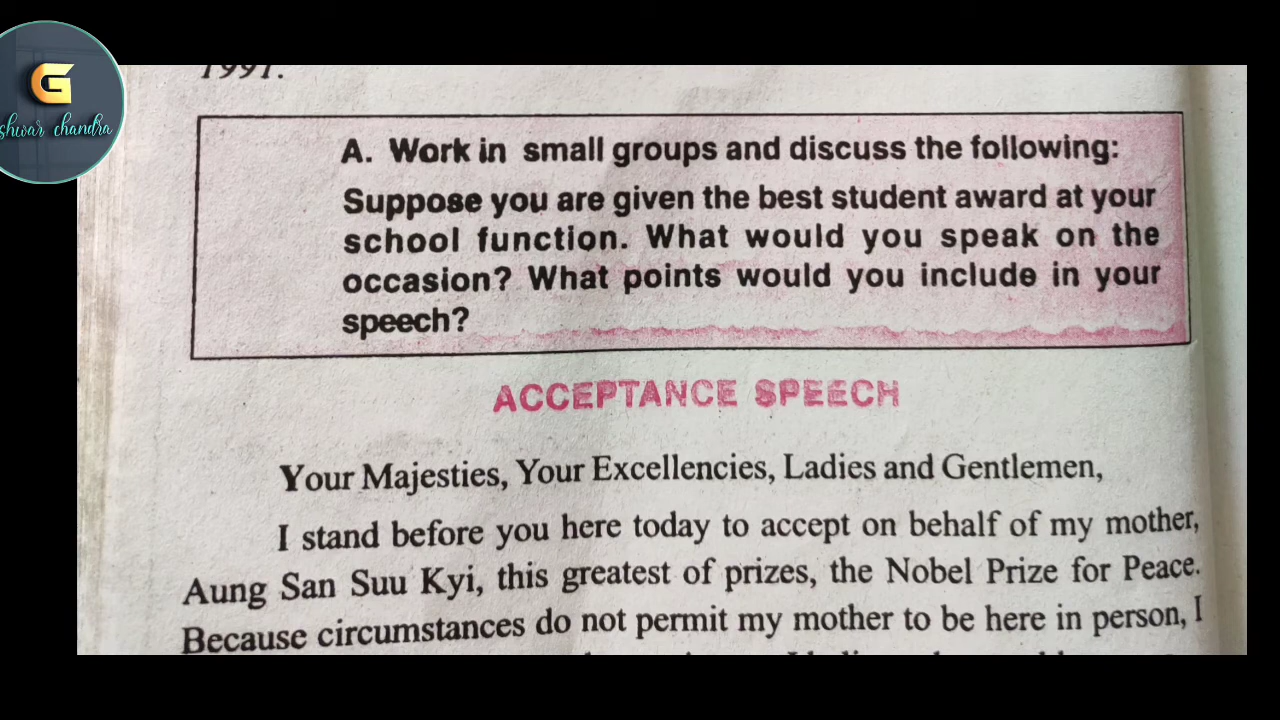 1991.
G
shwar chandra
A. Work in small groups and discuss the following:
Suppose you are given the best student award at your
school function. What would you speak on the
occasion? What points would you include in your
speech?
ACCEPTANCE SPEECH
Your Majesties, Your Excellencies, Ladies and Gentlemen,
I stand before you here today to accept on behalf of my mother,
Aung San Suu Kyi, this greatest of prizes, the Nobel Prize for Peace.
Because circumstances do not permit my mother to be here in person, I